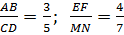 AB/CD = 3/5; EF/MN = 4/7